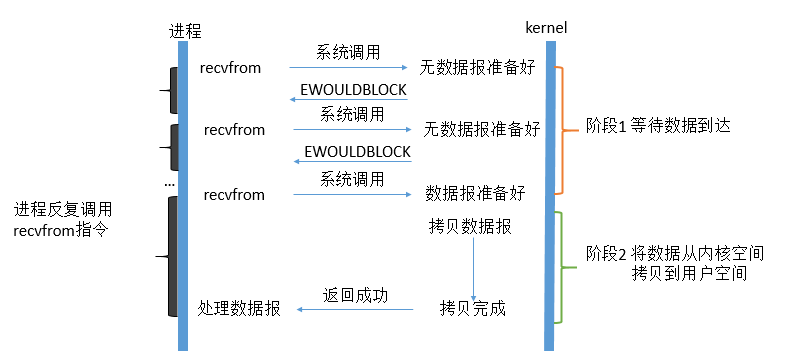 进程
kernel
系统调用
recvfrom
无数据报准备好
EWOULDBLOCK
系统调用
recvfrom
无数据报准备好
阶段1 等待数据到达
EWOULDBLOCK
系统调用
...
recvfrom
数据报准备好
进程反复调用
recvfrom指令
拷贝数据报
阶段2 将数据从内核空间
拷贝到用户空间
返回成功
处理数据报
拷贝完成